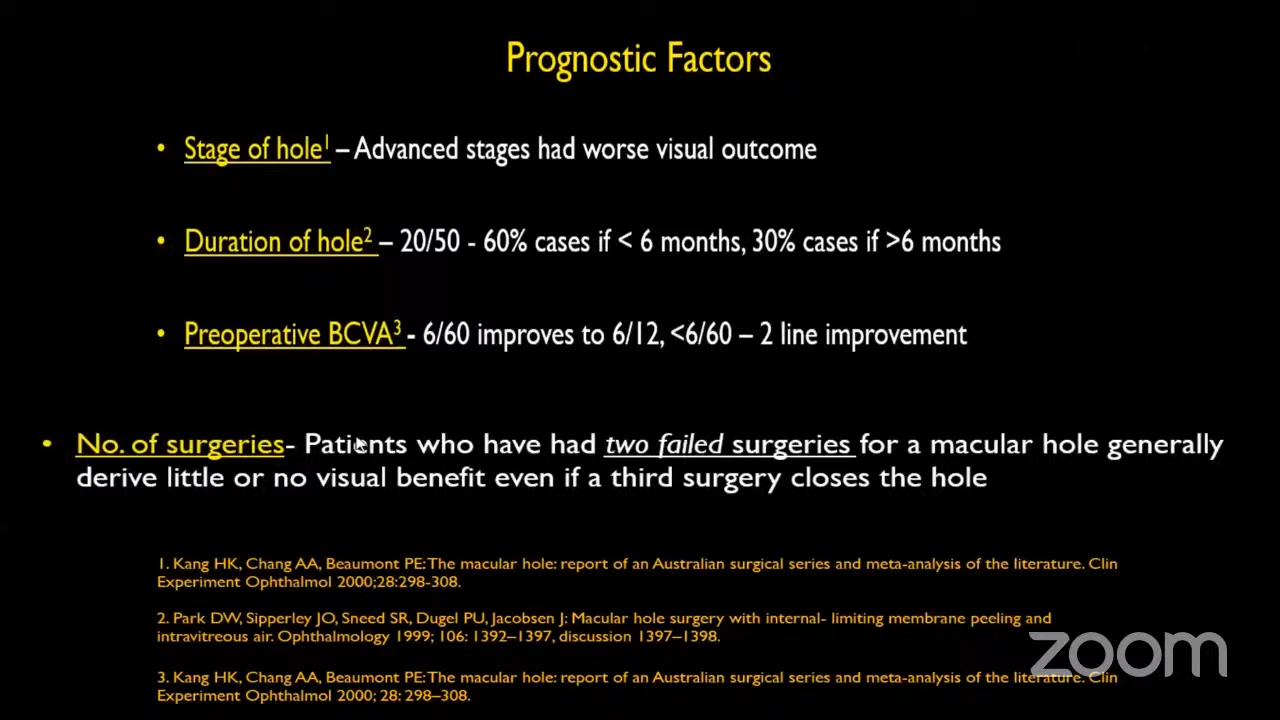 Prognostic Factors
• Stage of hole1 – Advanced stages had worse visual outcome
• Duration of hole2 – 20/50 - 60% cases if < 6 months, 30% cases if >6 months
• Preoperative BCVA3 - 6/60 improves to 6/12, <6/60 – 2 line improvement
• No. of surgeries- Patients who have had two failed surgeries for a macular hole generally
derive little or no visual benefit even if a third surgery closes the hole
1. Kang HK, Chang AA, Beaumont PE: The macular hole: report of an Australian surgical series and meta-analysis of the literature. Clin
Experiment Ophthalmol 2000;28:298-308.
2. Park DW, Sipperley JO, Sneed SR, Dugel PU, Jacobsen J: Macular hole surgery with internal- limiting membrane peeling and
intravitreous air. Ophthalmology 1999; 106: 1392–1397, discussion 1397–1398.
3. Kang HK, Chang AA, Beaumont PE: The macular hole: report of an Australian surgical series and meta-analysis of the literature. Clin
Experiment Ophthalmol 2000; 28: 298–308.
zoom